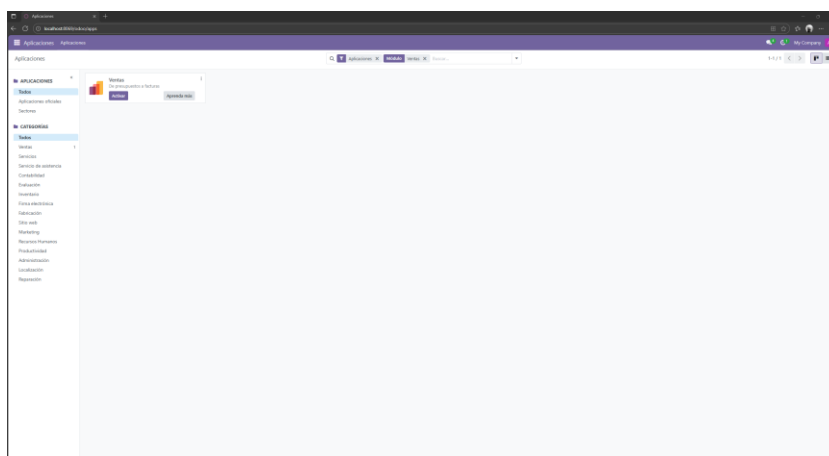 Aplicaciones
localhost:8069/odoo/apps
Aplicaciones Aplicaciones
My Company
Aplicaciones
Aplicaciones Módulo Ventas Buscar...
1-1 / 1
APLICACIONES
Todos
Aplicaciones oficiales
Sectores
CATEGORÍAS
Todos
Ventas
Servicios
Servicio de asistencia
Contabilidad
Evaluación
Inventario
Firma electrónica
Fabricación
Sitio web
Marketing
Recursos Humanos
Productividad
Administración
Localización
Reparación
Ventas
De presupuestos a facturas
Activar Aprenda más